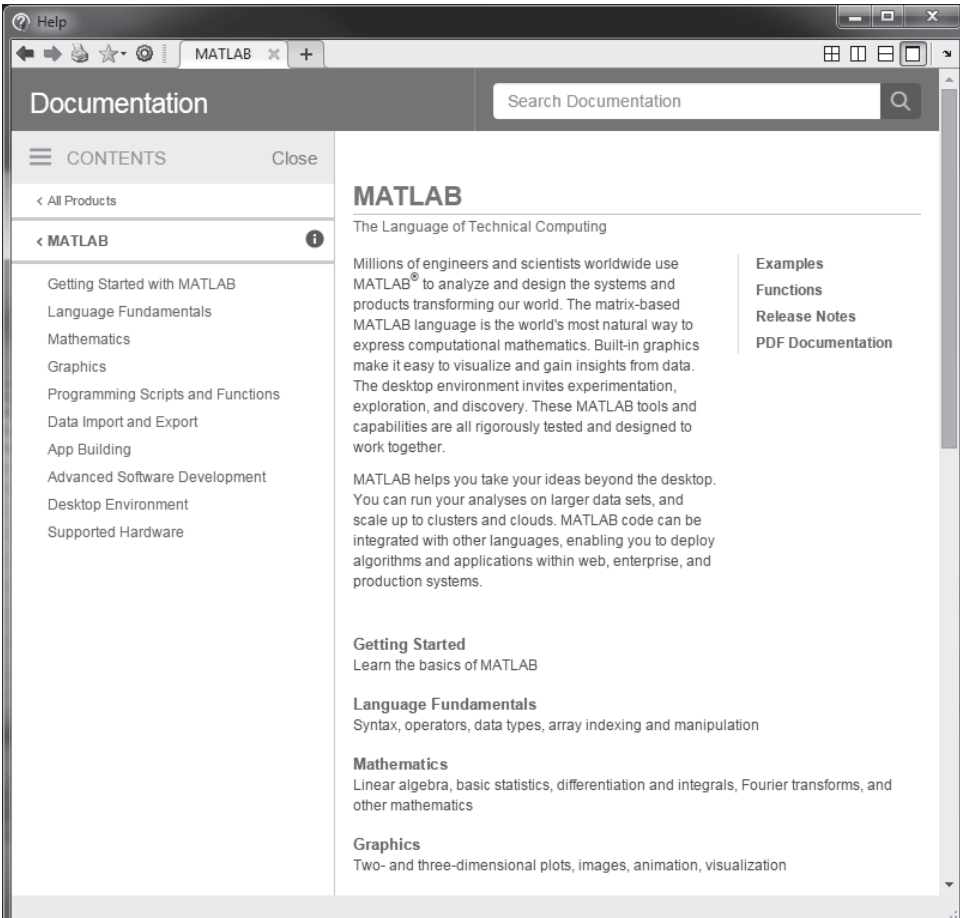 Help
MATLAB
Documentation
Search Documentation
CONTENTS
Close
< All Products
< MATLAB
Getting Started with MATLAB
Language Fundamentals
Mathematics
Graphics
Programming Scripts and Functions
Data Import and Export
App Building
Advanced Software Development
Desktop Environment
Supported Hardware
MATLAB
The Language of Technical Computing
Millions of engineers and scientists worldwide use
MATLAB® to analyze and design the systems and
products transforming our world. The matrix-based
MATLAB language is the world's most natural way to
express computational mathematics. Built-in graphics
make it easy to visualize and gain insights from data.
The desktop environment invites experimentation,
exploration, and discovery. These MATLAB tools and
capabilities are all rigorously tested and designed to
work together.
MATLAB helps you take your ideas beyond the desktop.
You can run your analyses on larger data sets, and
scale up to clusters and clouds. MATLAB code can be
integrated with other languages, enabling you to deploy
algorithms and applications within web, enterprise, and
production systems.
Examples
Functions
Release Notes
PDF Documentation
Getting Started
Learn the basics of MATLAB
Language Fundamentals
Syntax, operators, data types, array indexing and manipulation
Mathematics
Linear algebra, basic statistics, differentiation and integrals, Fourier transforms, and
other mathematics
Graphics
Two- and three-dimensional plots, images, animation, visualization